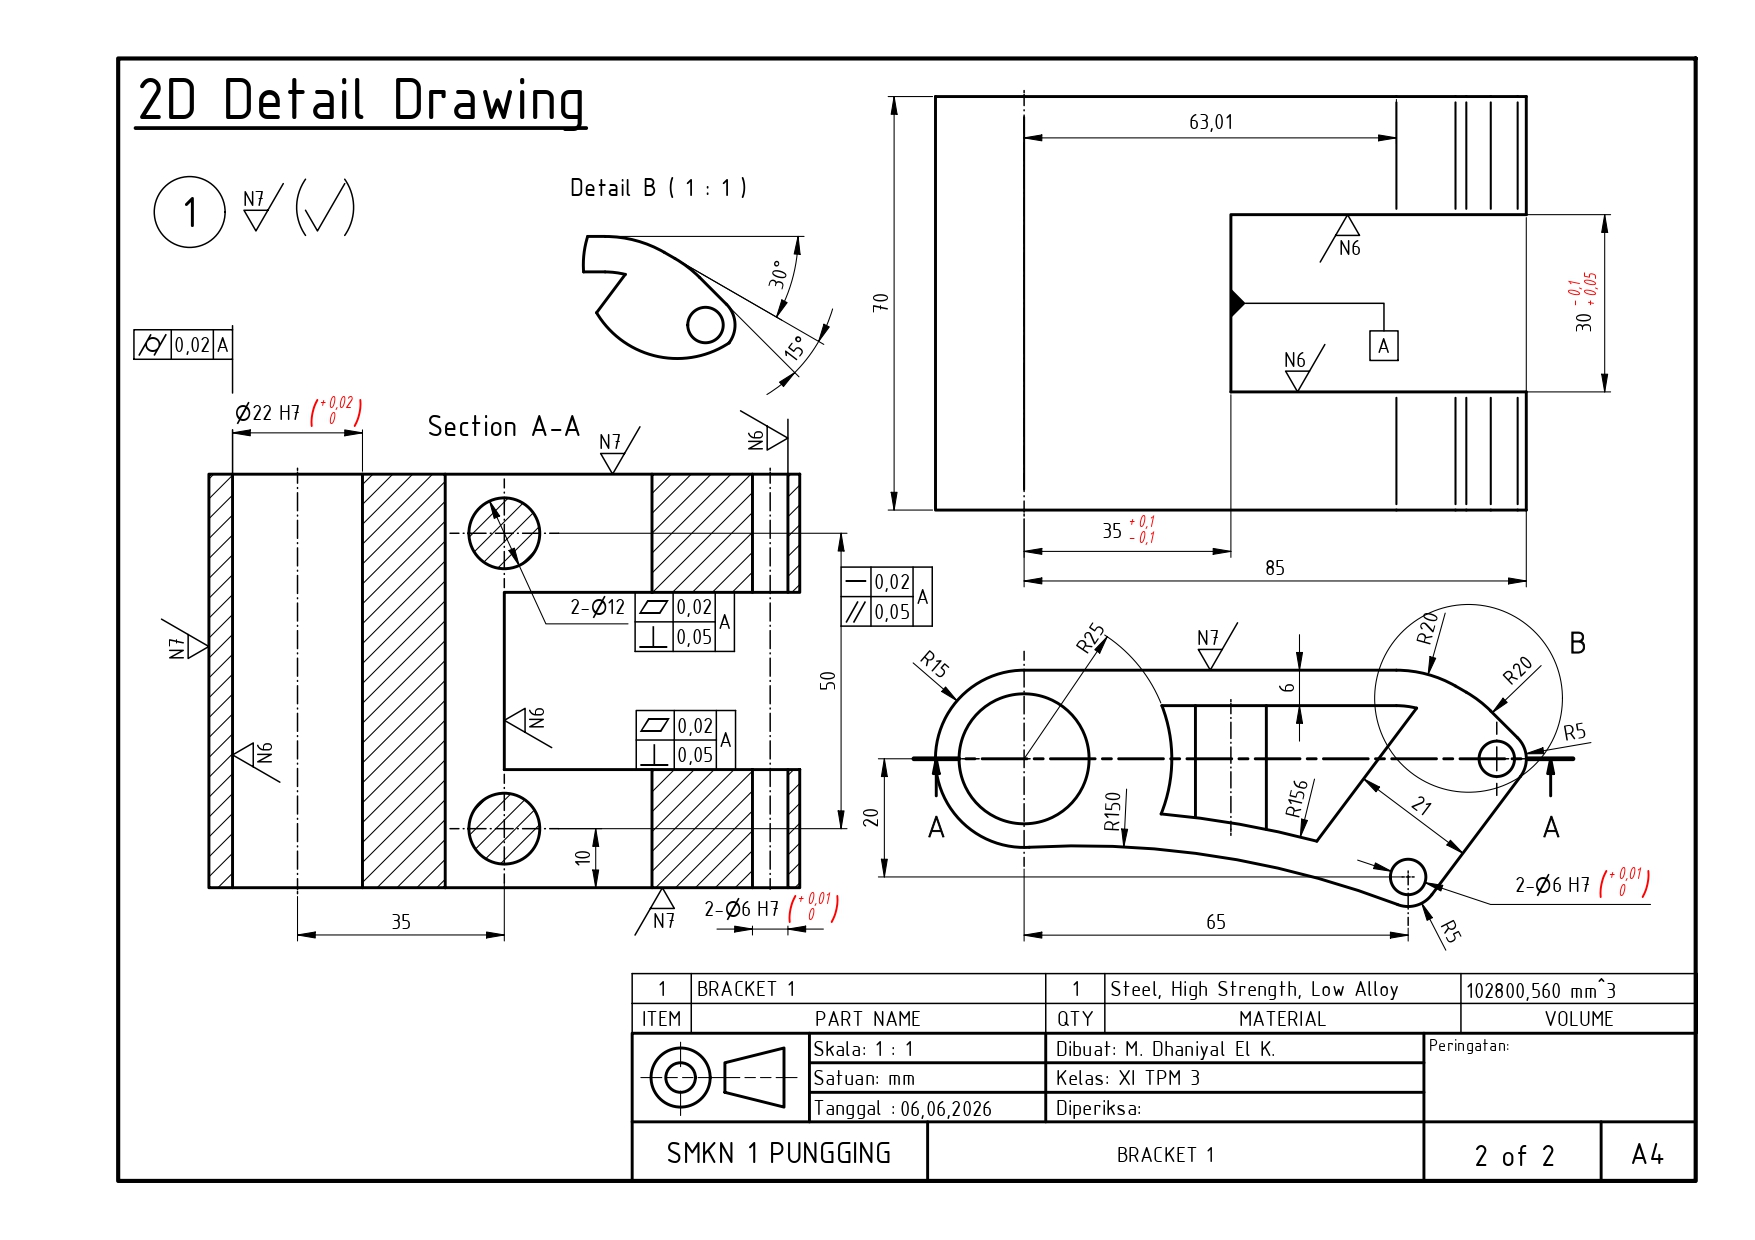 2D Detail Drawing
1 N7
Detail B ( 1 : 1 )
30°
15°
0,02 A
Ø22 H7 ( + 0,02 0 )
Section A-A
N7
N6
N7
N6
N6
2-Ø12
0,02
0,05
A
0,02
0,05
A
50
10
0,02
0,05
A
N7
2-Ø6 H7 ( + 0,01 0 )
35
63,01
70
N6
N6
A
30 - 0,1 + 0,05
35 + 0,1 - 0,1
85
R15
R25
N7
6
R20
B
R20
R5
A
A
20
R150
R156
21
2-Ø6 H7 ( + 0,01 0 )
R5
65
1 BRACKET 1 1 Steel, High Strength, Low Alloy 102800,560 mm^3
ITEM PART NAME QTY MATERIAL VOLUME
Skala: 1 : 1 Dibuat: M. Dhaniyal El K. Peringatan:
Satuan: mm Kelas: XI TPM 3
Tanggal : 06,06,2026 Diperiksa:
SMKN 1 PUNGGING BRACKET 1 2 of 2 A4